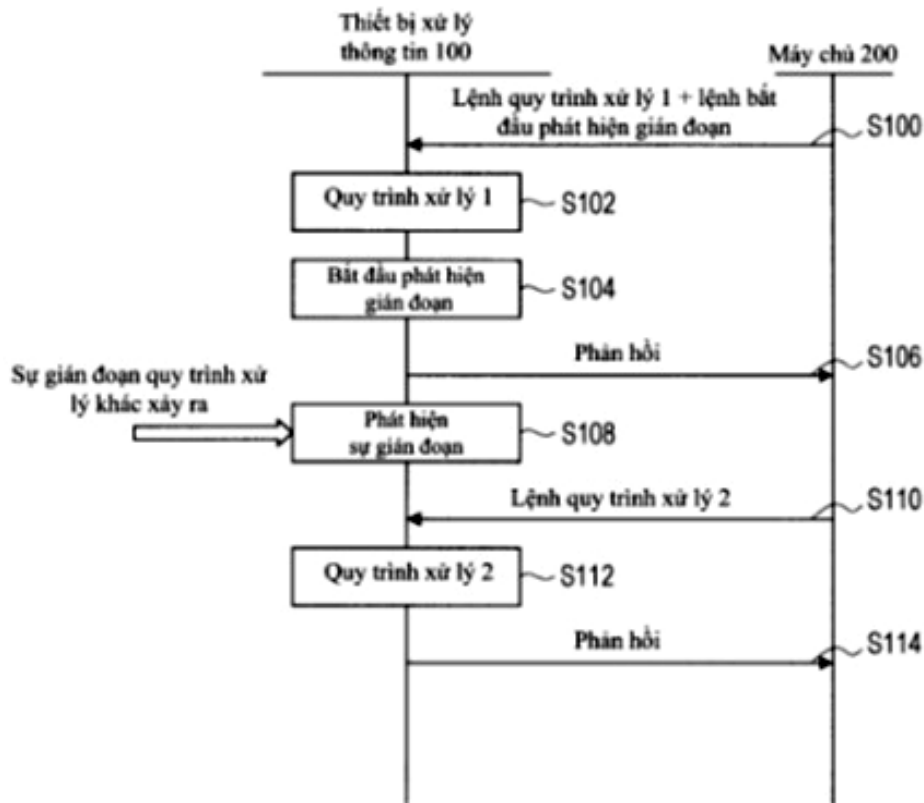 Thiết bị xử lý
thông tin 100
Máy chủ 200
Lệnh quy trình xử lý 1 + lệnh bắt
đầu phát hiện gián đoạn
S100
Quy trình xử lý 1
S102
Bắt đầu phát hiện
gián đoạn
S104
Phản hồi
S106
Sự gián đoạn quy trình xử
lý khác xảy ra
Phát hiện
sự gián đoạn
S108
Lệnh quy trình xử lý 2
S110
Quy trình xử lý 2
S112
Phản hồi
S114